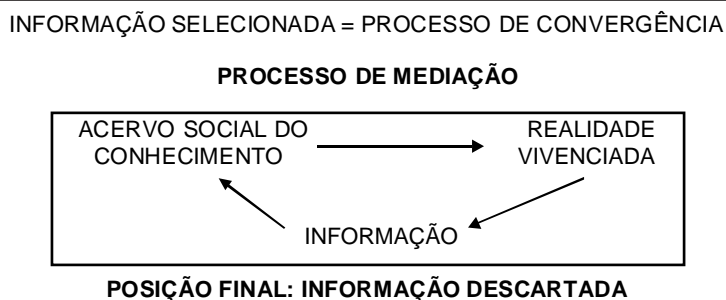 INFORMAÇÃO SELECIONADA = PROCESSO DE CONVERGÊNCIA
PROCESSO DE MEDIAÇÃO
ACERVO SOCIAL DO
CONHECIMENTO
REALIDADE
VIVENCIADA
INFORMAÇÃO
POSIÇÃO FINAL: INFORMAÇÃO DESCARTADA